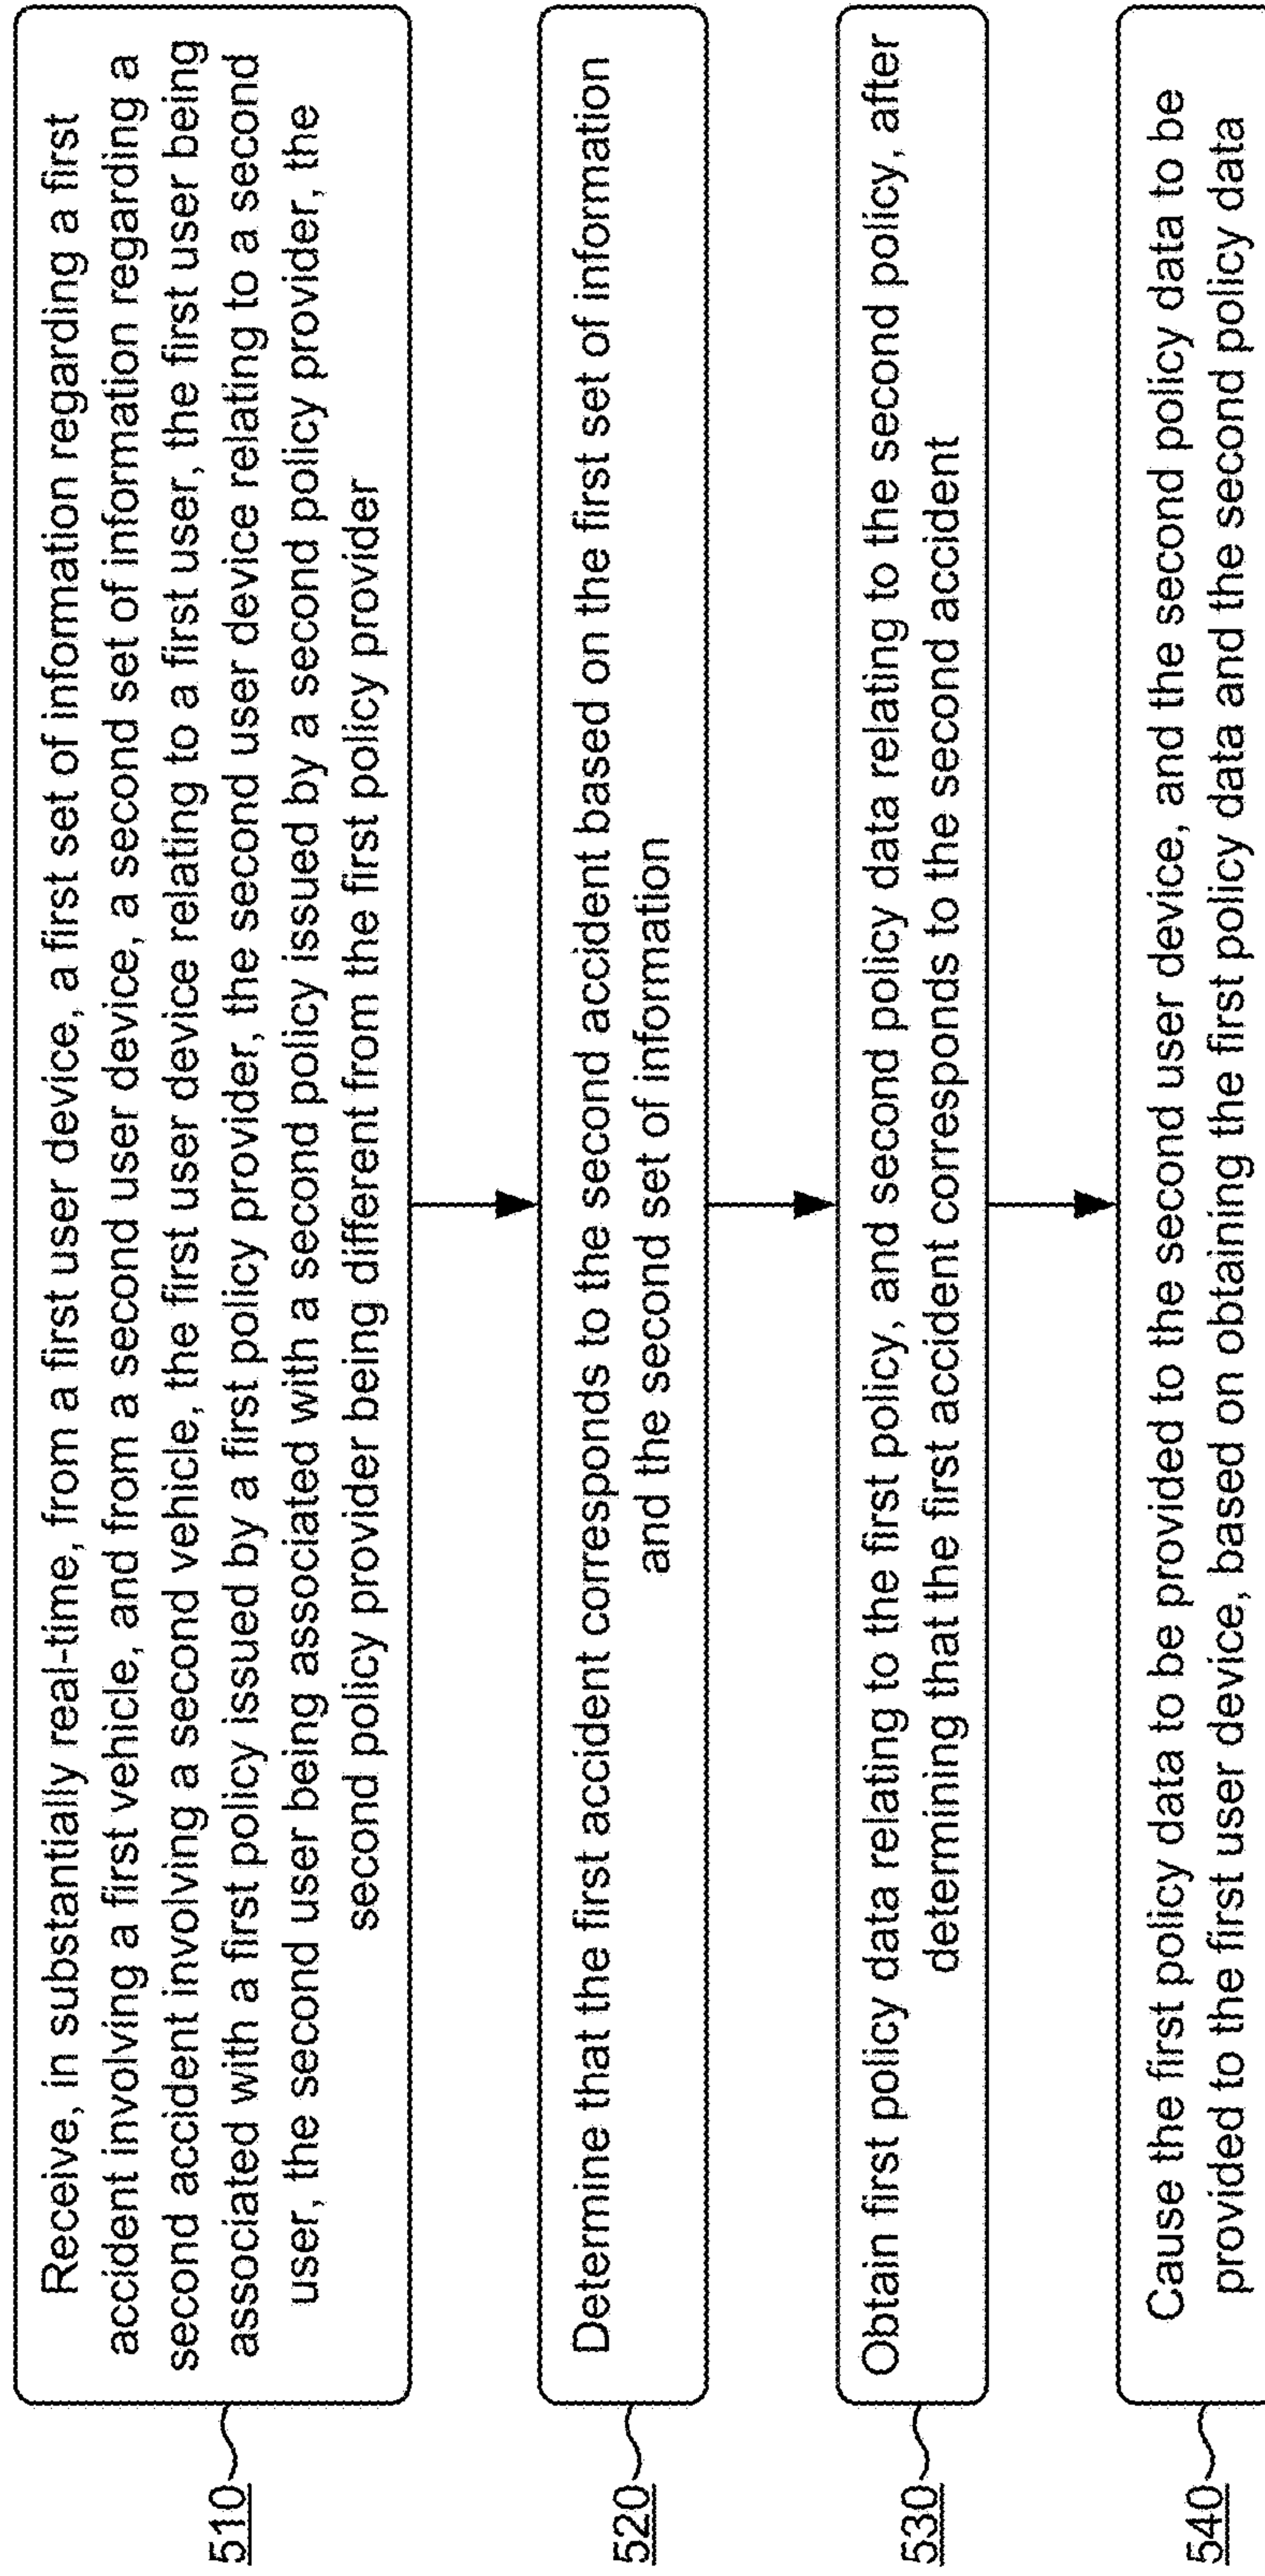 510
Receive, in substantially real-time, from a first user device, a first set of information regarding a first
accident involving a first vehicle, and from a second user device, a second set of information regarding a
second accident involving a second vehicle, the first user device relating to a first user, the first user being
associated with a first policy issued by a first policy provider, the second user device relating to a second
user, the second user being associated with a second policy issued by a second policy provider, the
second policy provider being different from the first policy provider
520
Determine that the first accident corresponds to the second accident based on the first set of information
and the second set of information
530
Obtain first policy data relating to the first policy, and second policy data relating to the second policy, after
determining that the first accident corresponds to the second accident
540
Cause the first policy data to be provided to the second user device, and the second policy data to be
provided to the first user device, based on obtaining the first policy data and the second policy data